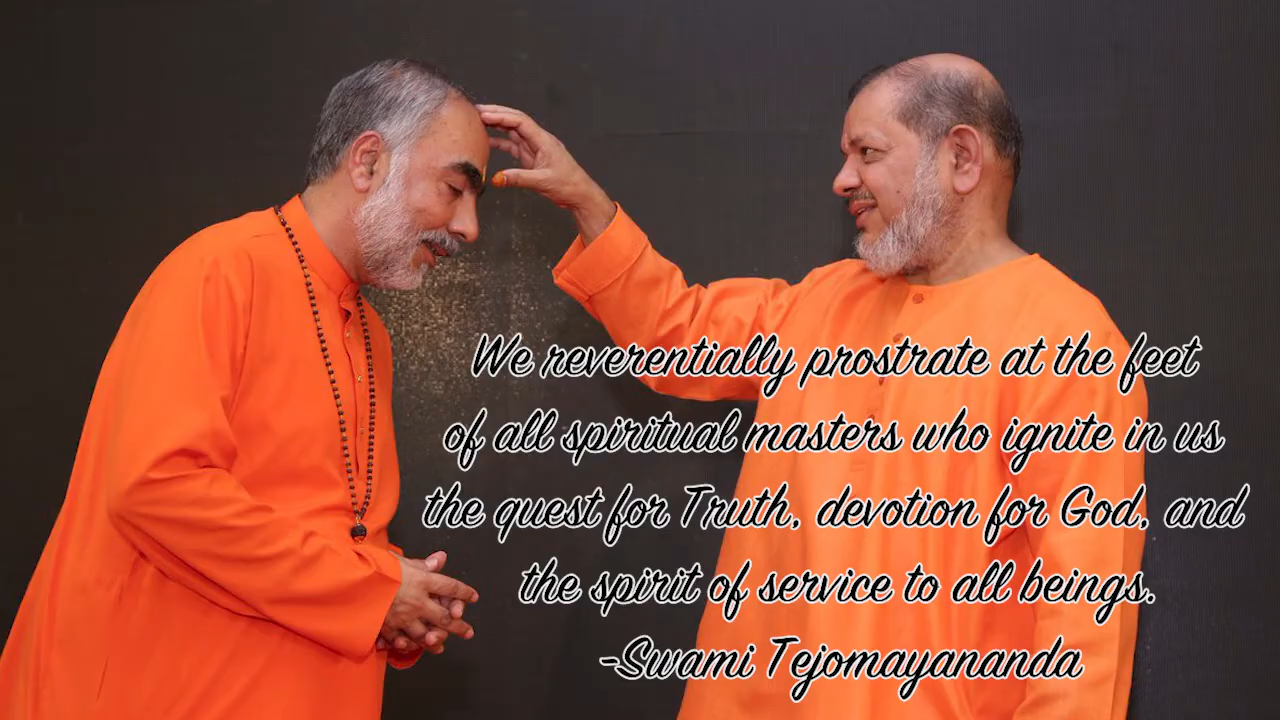 We reverentially prostrate at the feet
of all spiritual masters who ignite in us
the quest for Truth, devotion for God, and
the spirit of service to all beings.
-Swami Tejomayananda